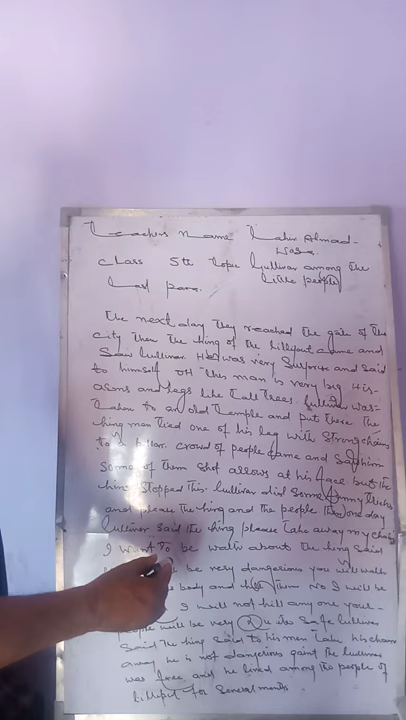 Teachers Name Tahir Ahmad
Class 5th Topic Gulliver among the
Last para. little people
The next day they reached the gate of the
city. Then the king of the lilliput came and
saw Gulliver. He was very Surprise and said
to himself OH this man is very big His
arms and legs like tall trees. Gulliver was
taken to an old temple and put there. The
king men tied one of his leg with strong chains
to a pillar. crowd of people came and saw him
some of them shot arrows at his face but the
king stopped this. Gulliver did some funny tricks
and please the king and the people one day
Gulliver said the king please take away my chains
I want to be walk about the king said
be very dangerious you will walk
body and kill them No I will be
I will not kill any one your
people will be very safe Gulliver
said the king said to his men take his chains
away he is not dangerious gaint the Gulliver
was free and he lived among the people of
lilliput for several months